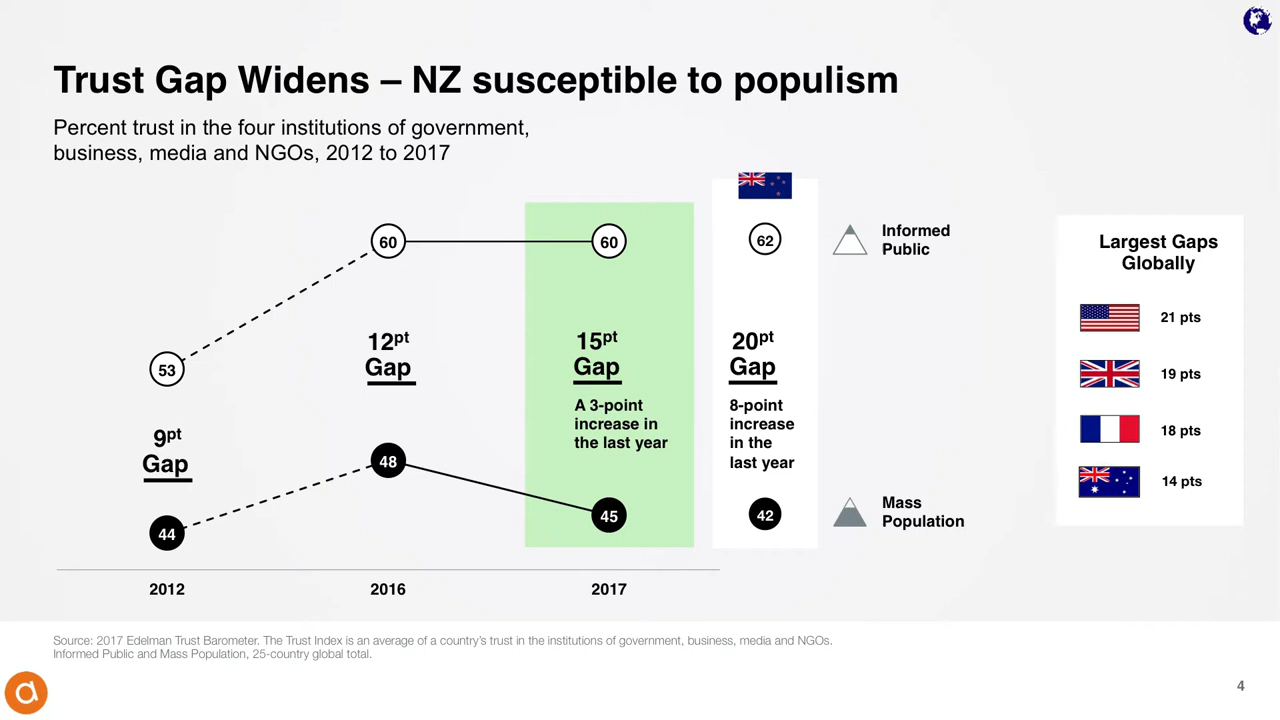 Trust Gap Widens – NZ susceptible to populism
Percent trust in the four institutions of government,
business, media and NGOs, 2012 to 2017
53
9pt
Gap
44
2012
60
12pt
Gap
48
2016
60
15pt
Gap
A 3-point
increase in
the last year
45
2017
62
20pt
Gap
8-point
increase
in the
last year
42
Informed
Public
Mass
Population
Largest Gaps
Globally
21 pts
19 pts
18 pts
14 pts
Source: 2017 Edelman Trust Barometer. The Trust Index is an average of a country's trust in the institutions of government, business, media and NGOs.
Informed Public and Mass Population, 25-country global total.
a
4